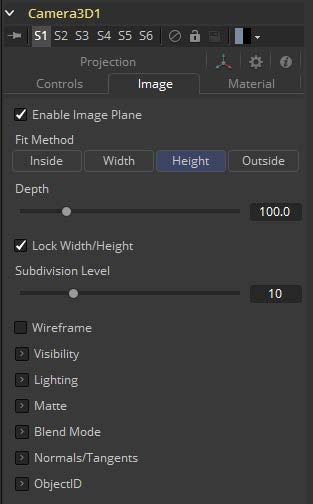 Camera3D1
S1 S2 S3 S4 S5 S6
Projection
Controls Image Material
Enable Image Plane
Fit Method
Inside Width Height Outside
Depth
100.0
Lock Width/Height
Subdivision Level
10
Wireframe
Visibility
Lighting
Matte
Blend Mode
Normals/Tangents
ObjectID